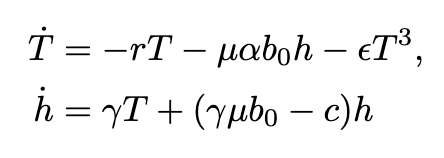 Ṫ = −rT − μαb₀h − ϵT³,
ḣ = γT + (γμb₀ − c)h